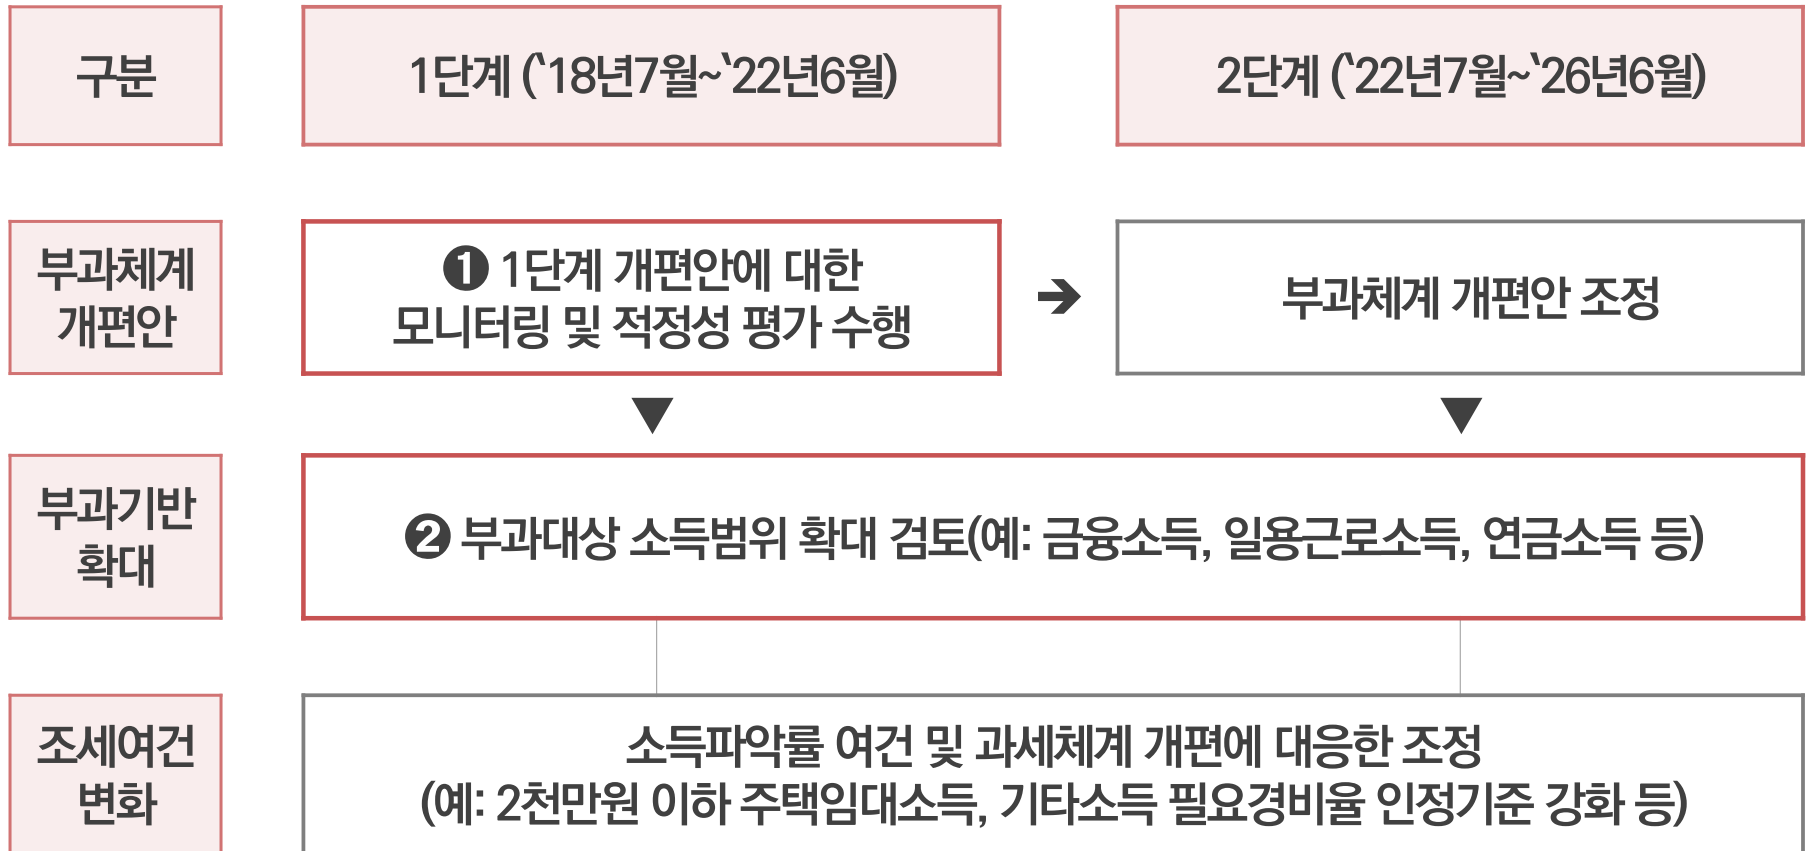 구분
1단계 (`18년7월~`22년6월)
2단계 (`22년7월~`26년6월)
부과체계
개편안
❶ 1단계 개편안에 대한
모니터링 및 적정성 평가 수행
➔
부과체계 개편안 조정
▼
▼
부과기반
확대
❷ 부과대상 소득범위 확대 검토(예: 금융소득, 일용근로소득, 연금소득 등)
조세여건
변화
소득파악률 여건 및 과세체계 개편에 대응한 조정
(예: 2천만원 이하 주택임대소득, 기타소득 필요경비율 인정기준 강화 등)